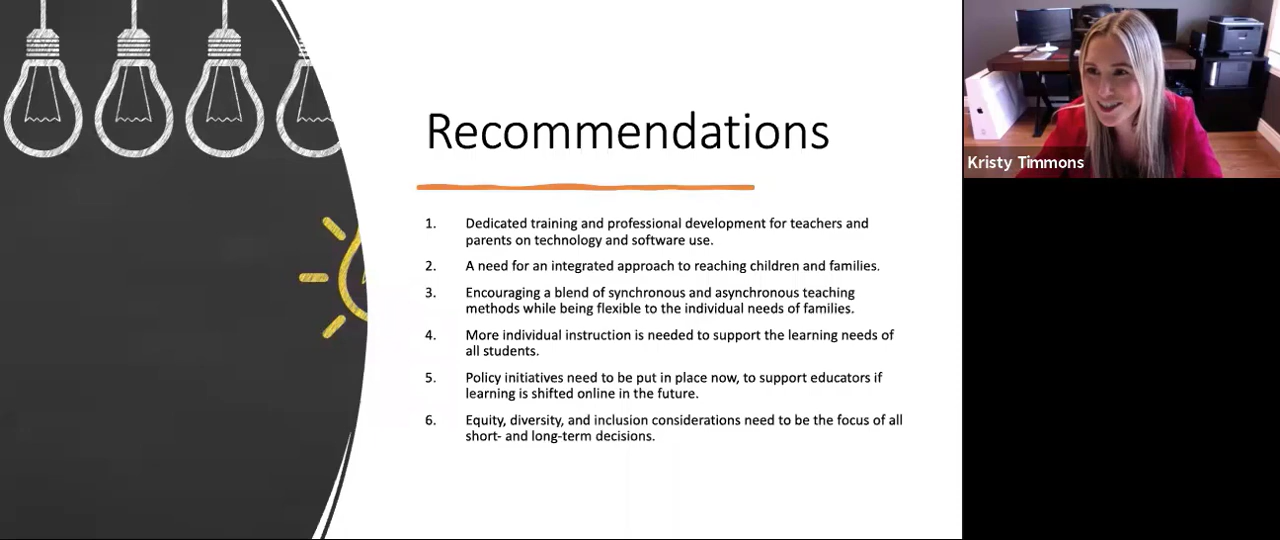 Recommendations
1. Dedicated training and professional development for teachers and
parents on technology and software use.
2. A need for an integrated approach to reaching children and families.
3. Encouraging a blend of synchronous and asynchronous teaching
methods while being flexible to the individual needs of families.
4. More individual instruction is needed to support the learning needs of
all students.
5. Policy initiatives need to be put in place now, to support educators if
learning is shifted online in the future.
6. Equity, diversity, and inclusion considerations need to be the focus of all
short- and long-term decisions.
Kristy Timmons